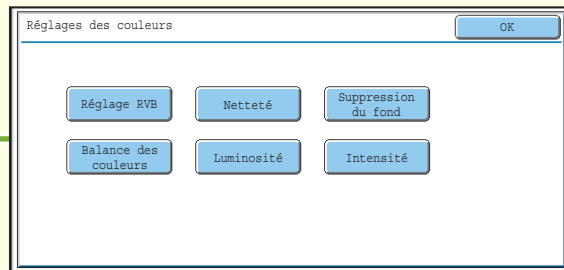 Réglages des couleurs
OK
Réglage RVB
Netteté
Suppression
du fond
Balance des
couleurs
Luminosité
Intensité